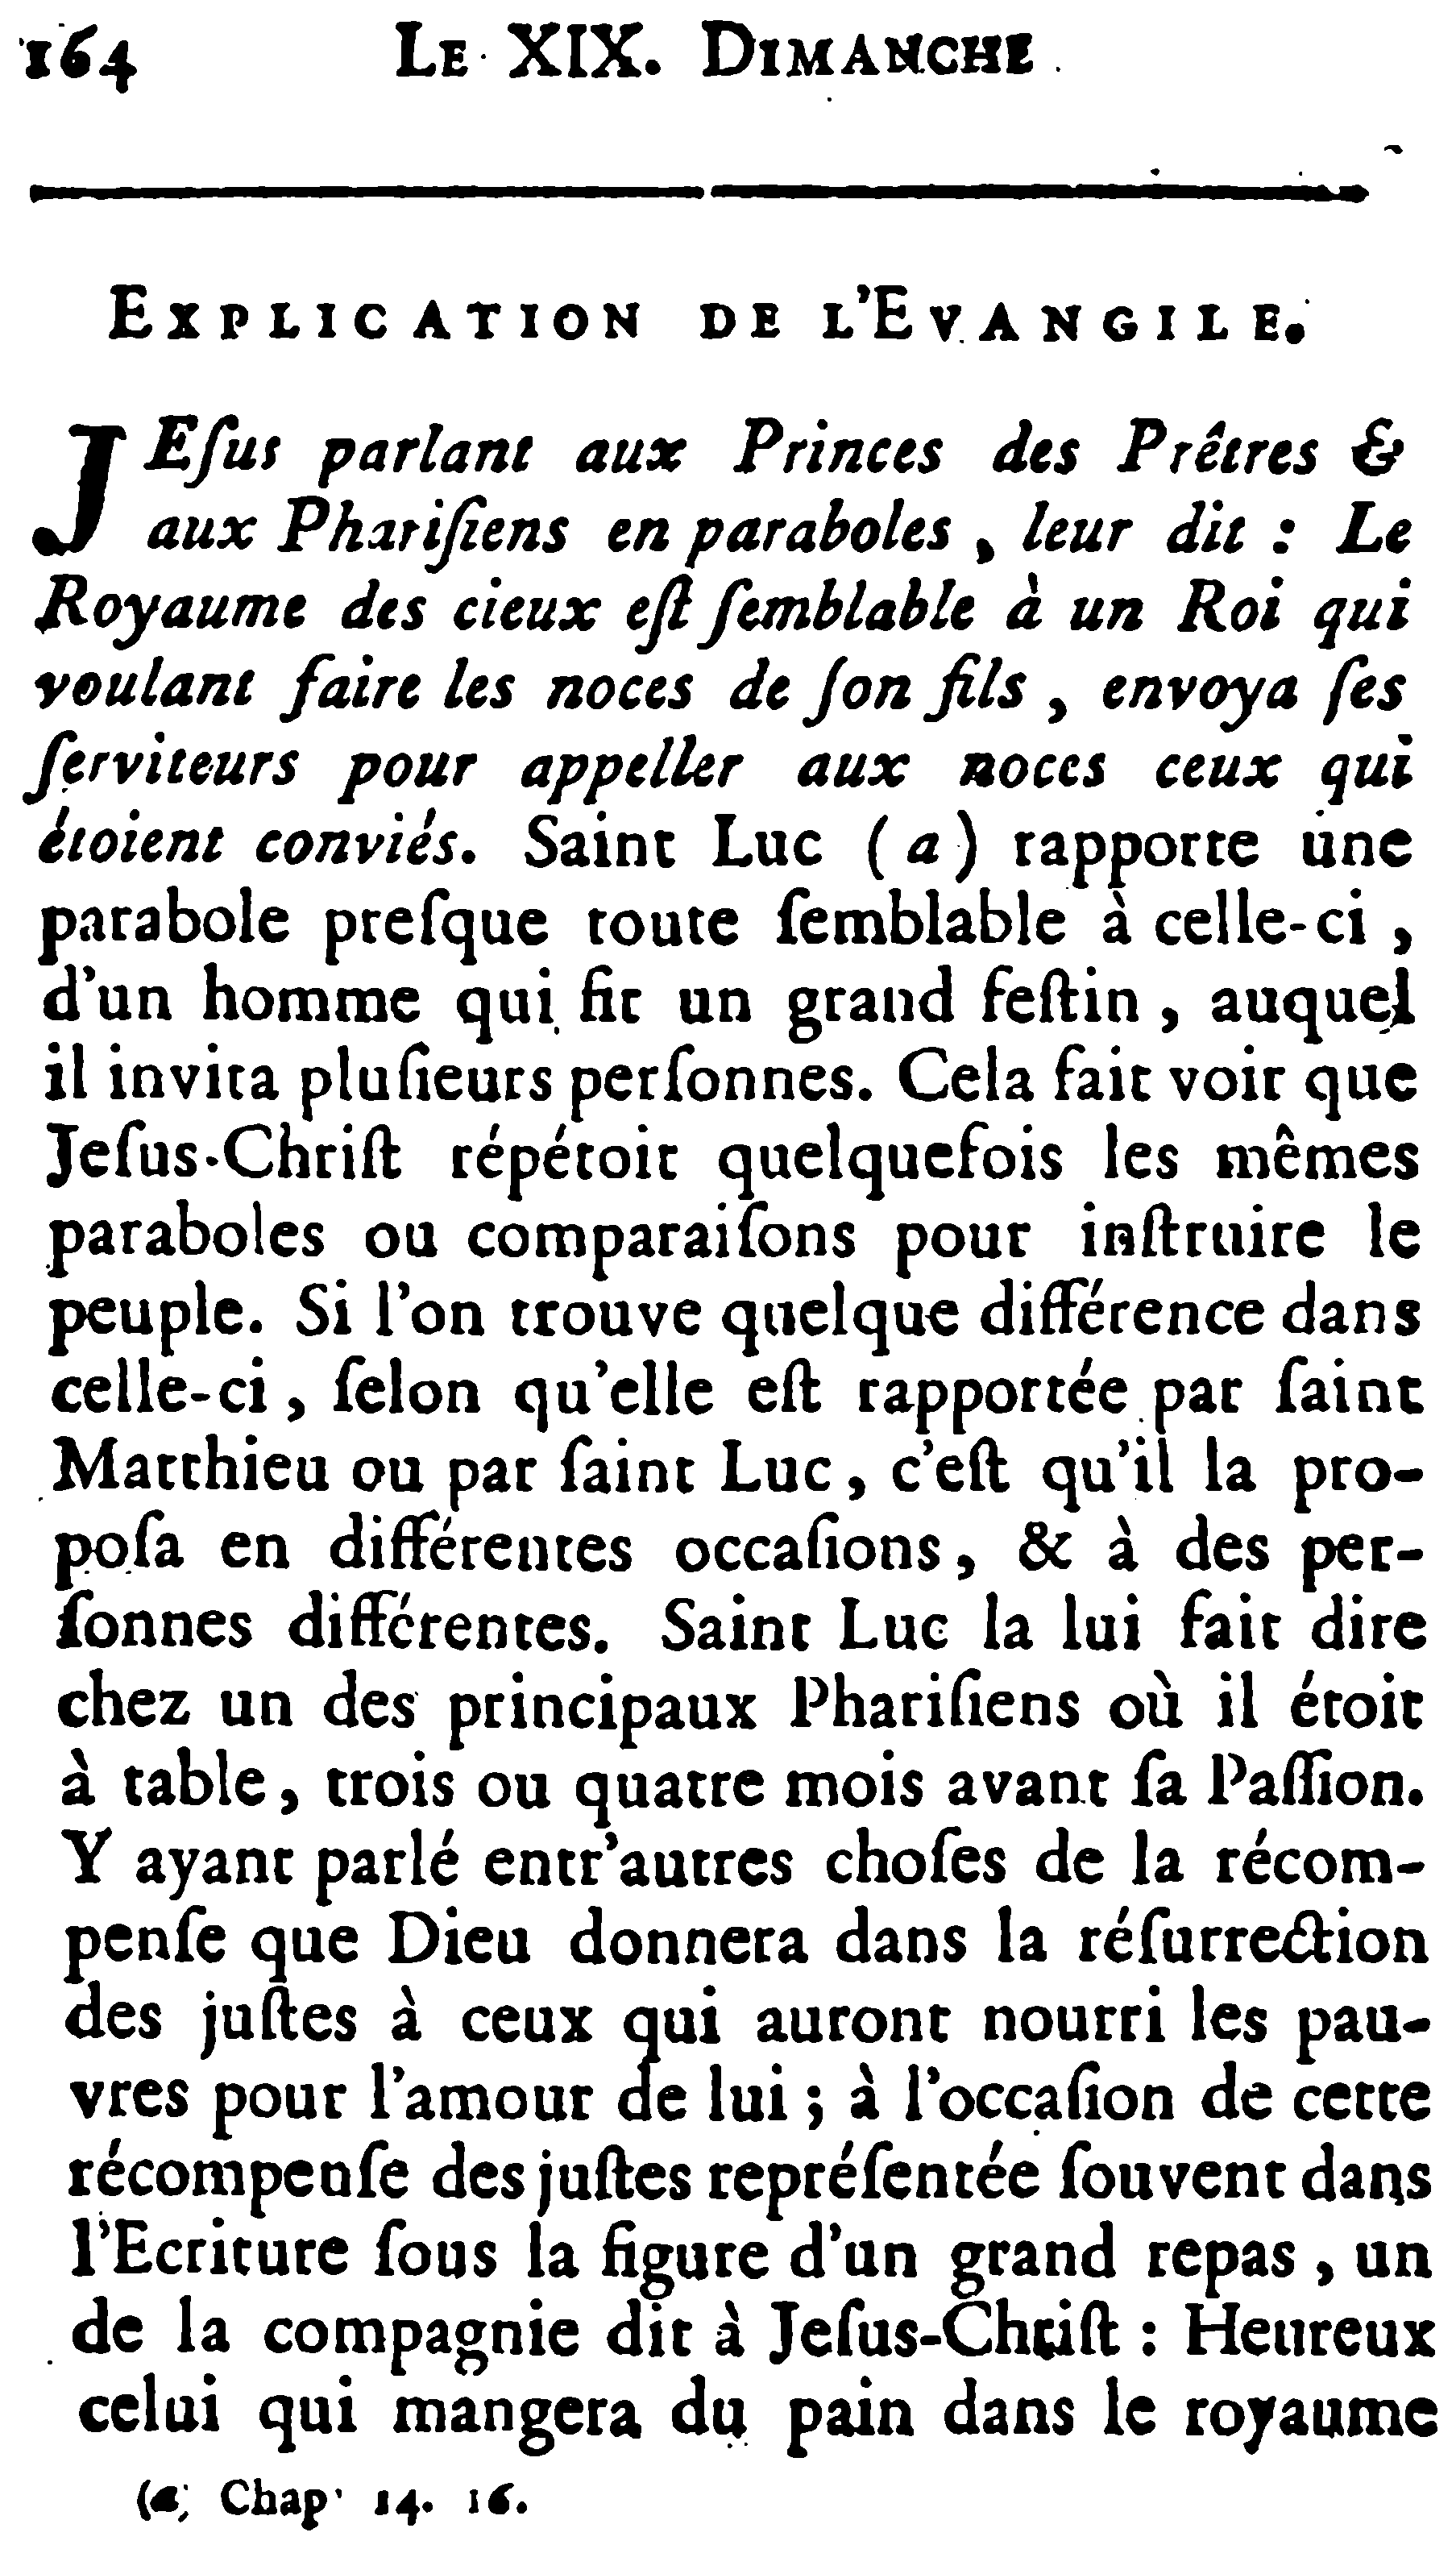 164 LE XIX. DIMANCHE
EXPLICATION DE L'EVANGILE.
JEſus parlant aux Princes des Prêtres &
aux Phariſiens en paraboles, leur dit : Le
Royaume des cieux eſt ſemblable à un Roi qui
voulant faire les noces de ſon fils, envoya ſes
ſerviteurs pour appeller aux noces ceux qui
étoient conviés. Saint Luc (a) rapporte une
parabole preſque toute ſemblable à celle-ci,
d'un homme qui fit un grand feſtin, auquel
il invita pluſieurs perſonnes. Cela fait voir que
Jeſus-Chriſt répétoit quelquefois les mêmes
paraboles ou comparaiſons pour inſtruire le
peuple. Si l'on trouve quelque différence dans
celle-ci, ſelon qu'elle eſt rapportée par ſaint
Matthieu ou par ſaint Luc, c'eſt qu'il la pro-
poſa en différentes occaſions, & à des per-
ſonnes différentes. Saint Luc la lui fait dire
chez un des principaux Phariſiens où il étoit
à table, trois ou quatre mois avant ſa Paſſion.
Y ayant parlé entr'autres choſes de la récom-
penſe que Dieu donnera dans la réſurrection
des juſtes à ceux qui auront nourri les pau-
vres pour l'amour de lui ; à l'occaſion de cette
récompenſe des juſtes repréſentée ſouvent dans
l'Ecriture ſous la figure d'un grand repas, un
de la compagnie dit à Jeſus-Chriſt : Heureux
celui qui mangera du pain dans le royaume
(a) Chap. 14. 16.